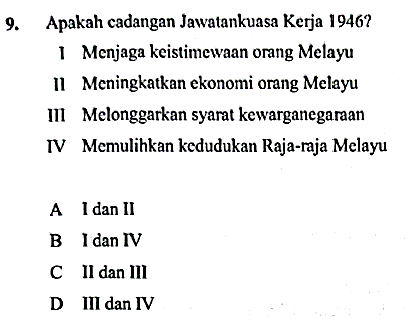 9. Apakah cadangan Jawatankuasa Kerja 1946?
I Menjaga keistimewaan orang Melayu
II Meningkatkan ekonomi orang Melayu
III Melonggarkan syarat kewarganegaraan
IV Memulihkan kedudukan Raja-raja Melayu
A I dan II
B I dan IV
C II dan III
D III dan IV